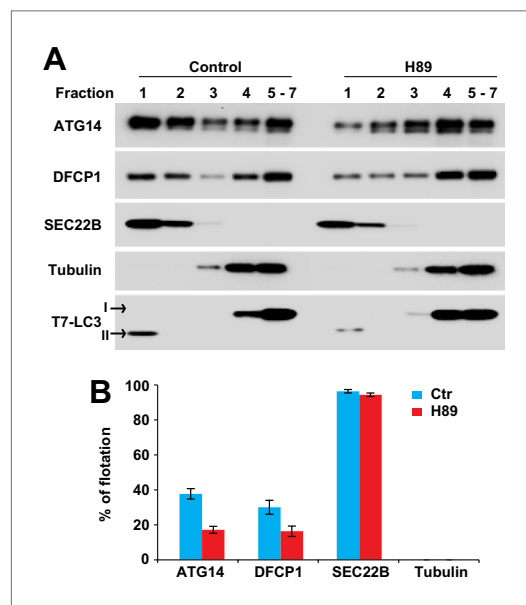 A
Control H89
Fraction 1 2 3 4 5 - 7 1 2 3 4 5 - 7
ATG14
DFCP1
SEC22B
Tubulin
I
T7-LC3
II
B
Ctr
H89
% of flotation
100
80
60
40
20
0
ATG14 DFCP1 SEC22B Tubulin